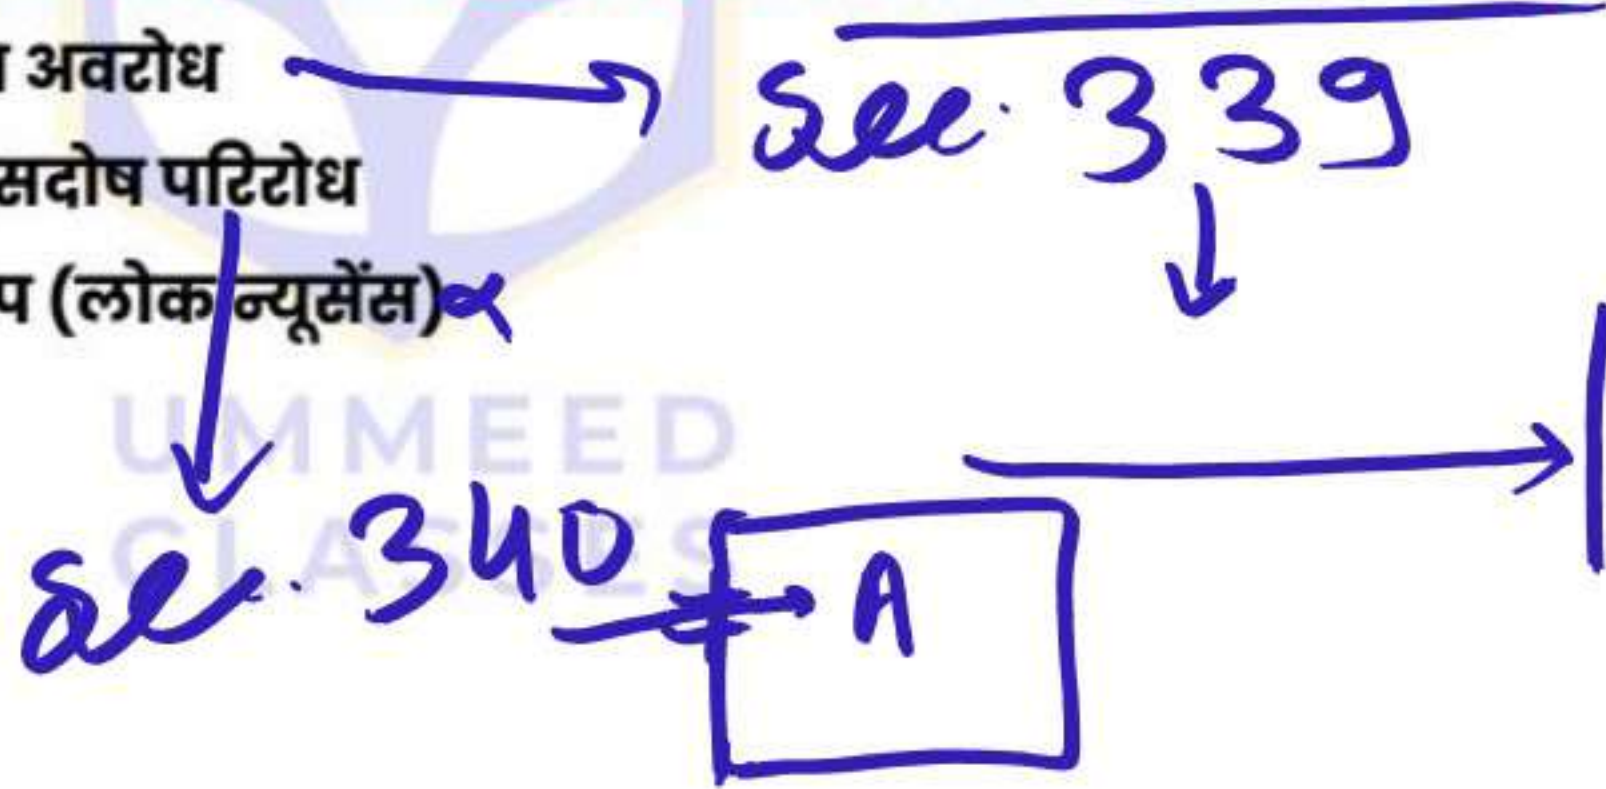 अवरोध
sec. 339
सदोष परिरोध
(लोक न्यूसेंस)
UMMEED
CLASSES
sec. 340
A